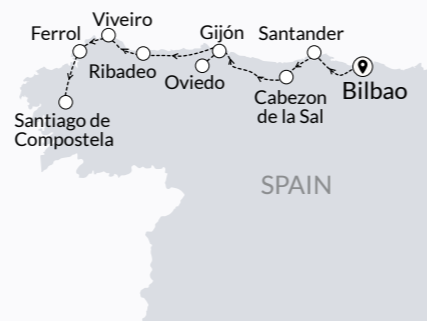 Viveiro
Ferrol
Gijón
Santander
Ribadeo
Oviedo
Cabezon
de la Sal
Bilbao
Santiago de
Compostela
SPAIN